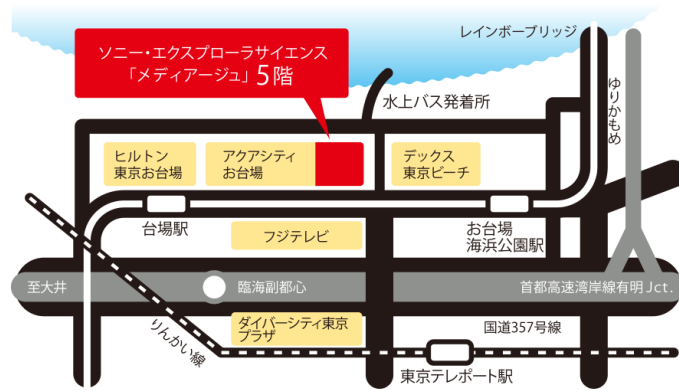 レインボーブリッジ
ソニー・エクスプローラサイエンス
「メディアージュ」5階
ゆりかもめ
水上バス発着所
ヒルトン
東京お台場
アクアシティ
お台場
デックス
東京ビーチ
台場駅
お台場
海浜公園駅
フジテレビ
至大井
臨海副都心
首都高速湾岸線有明Jct.
りんかい線
ダイバーシティ東京
プラザ
国道357号線
東京テレポート駅